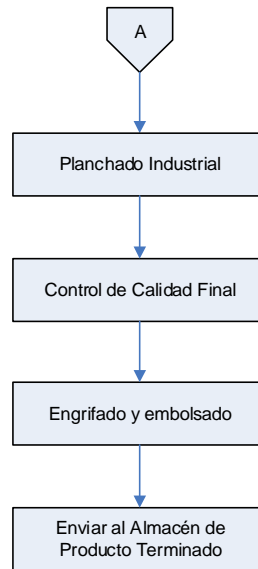 A
Planchado Industrial
Control de Calidad Final
Engrifado y embolsado
Enviar al Almacén de
Producto Terminado